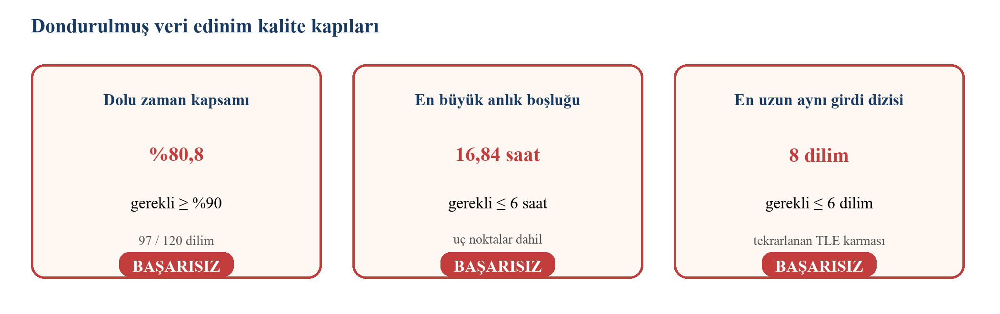 Dondurulmuş veri edinim kalite kapıları
Dolu zaman kapsamı
%80,8
gerekli ≥ %90
97 / 120 dilim
BAŞARISIZ
En büyük anlık boşluğu
16,84 saat
gerekli ≤ 6 saat
uç noktalar dahil
BAŞARISIZ
En uzun aynı girdi dizisi
8 dilim
gerekli ≤ 6 dilim
tekrarlanan TLE karması
BAŞARISIZ